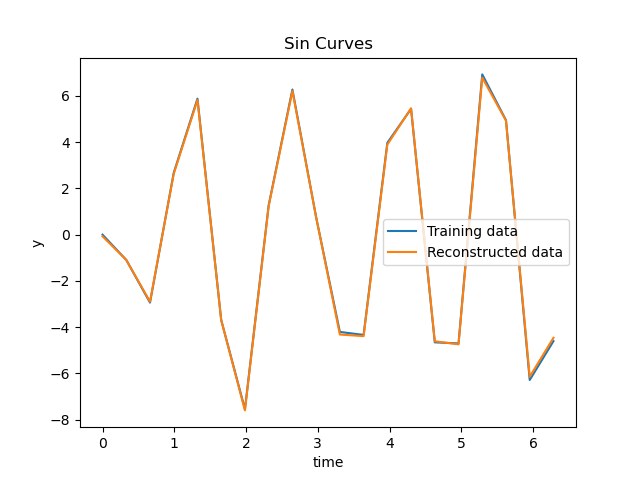 Sin Curves
6
4
2
0
−2
−4
−6
−8
y
Training data
Reconstructed data
0 1 2 3 4 5 6
time